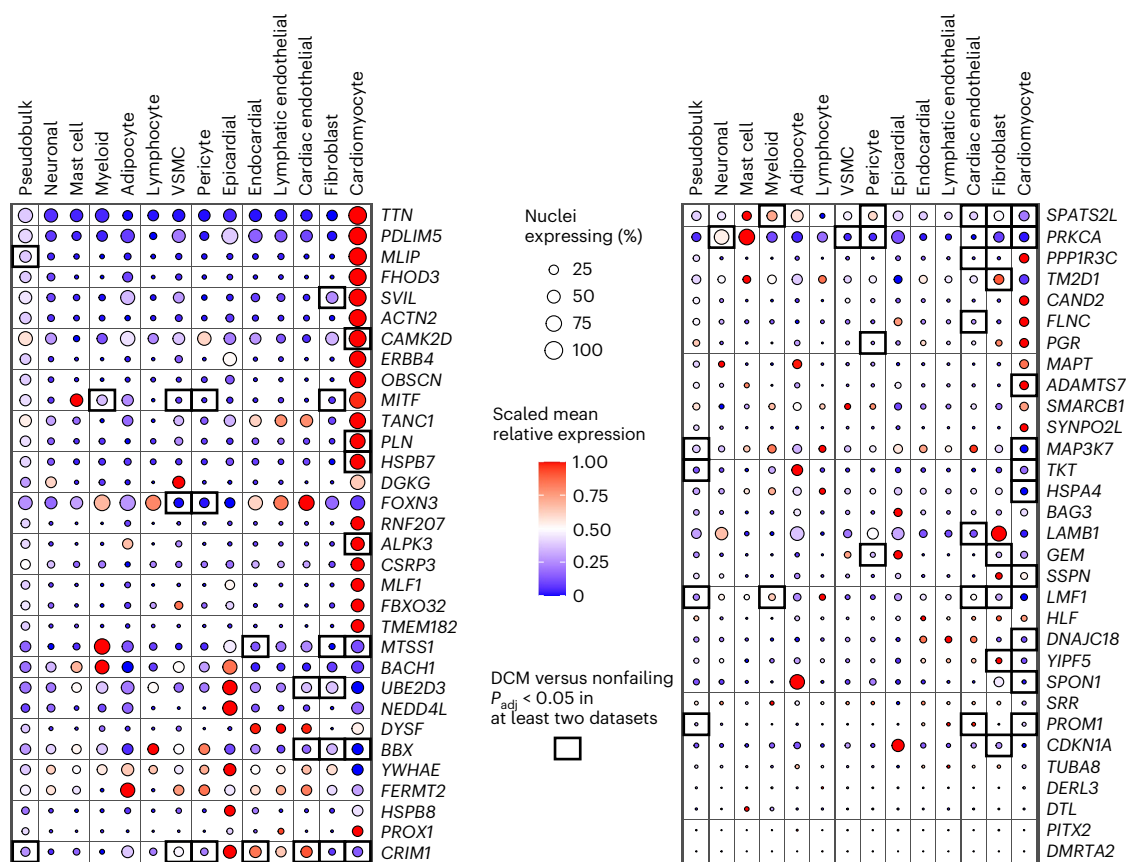 Pseudobulk
Neuronal
Mast cell
Myeloid
Adipocyte
Lymphocyte
VSMC
Pericyte
Epicardial
Endocardial
Lymphatic endothelial
Cardiac endothelial
Fibroblast
Cardiomyocyte
TTN
PDLIM5
MLIP
FHOD3
SVIL
ACTN2
CAMK2D
ERBB4
OBSCN
MITF
TANC1
PLN
HSPB7
DGKG
FOXN3
RNF207
ALPK3
CSRP3
MLF1
FBXO32
TMEM182
MTSS1
BACH1
UBE2D3
NEDD4L
DYSF
BBX
YWHAE
FERMT2
HSPB8
PROX1
CRIM1
Nuclei
expressing (%)
25
50
75
100
Scaled mean
relative expression
1.00
0.75
0.50
0.25
0
DCM versus nonfailing
Padj < 0.05 in
at least two datasets
Pseudobulk
Neuronal
Mast cell
Myeloid
Adipocyte
Lymphocyte
VSMC
Pericyte
Epicardial
Endocardial
Lymphatic endothelial
Cardiac endothelial
Fibroblast
Cardiomyocyte
SPATS2L
PRKCA
PPP1R3C
TM2D1
CAND2
FLNC
PGR
MAPT
ADAMTS7
SMARCB1
SYNPO2L
MAP3K7
TKT
HSPA4
BAG3
LAMB1
GEM
SSPN
LMF1
HLF
DNAJC18
YIPF5
SPON1
SRR
PROM1
CDKN1A
TUBA8
DERL3
DTL
PITX2
DMRTA2